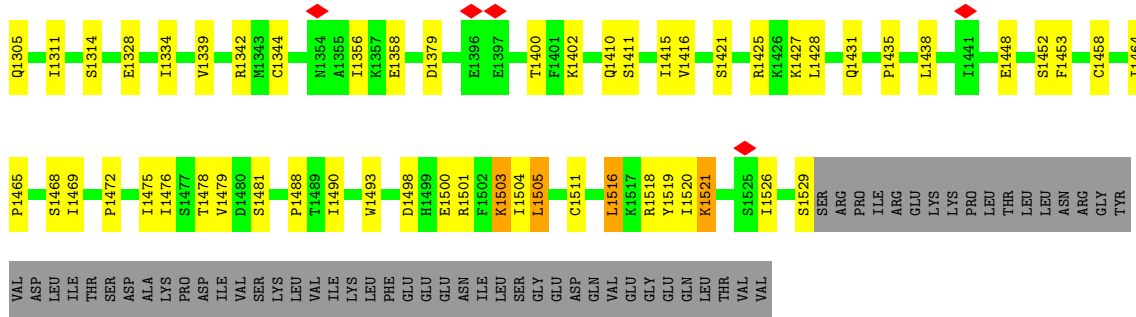 Q1305 I1311 S1314 E1328 I1334 V1339 R1342 M1343 C1344 N1354 A1355 I1356 K1357 E1358 D1379 E1396 E1397 T1400 F1401 K1402 Q1410 S1411 I1415 V1416 S1421 R1425 K1426 K1427 L1428 Q1431 P1435 L1438 I1441 E1448 S1452 F1453 C1458 I1464
P1465 S1468 I1469 P1472 I1475 I1476 S1477 T1478 V1479 D1480 S1481 P1488 T1489 I1490 W1493 D1498 H1499 E1500 R1501 F1502 K1503 I1504 L1505 C1511 L1516 K1517 R1518 Y1519 I1520 K1521 S1525 I1526 S1529 SER ARG PRO ILE ARG GLU LYS LYS PRO LEU THR LEU LEU ASN ARG GLY TYR
VAL ASP LEU ILE THR SER ASP ALA LYS PRO ASP ILE VAL SER LYS LEU VAL ILE LYS LEU PHE GLU GLU GLU ASN ILE LEU SER GLY GLU ASP GLN VAL GLU GLY GLU GLN LEU THR VAL VAL